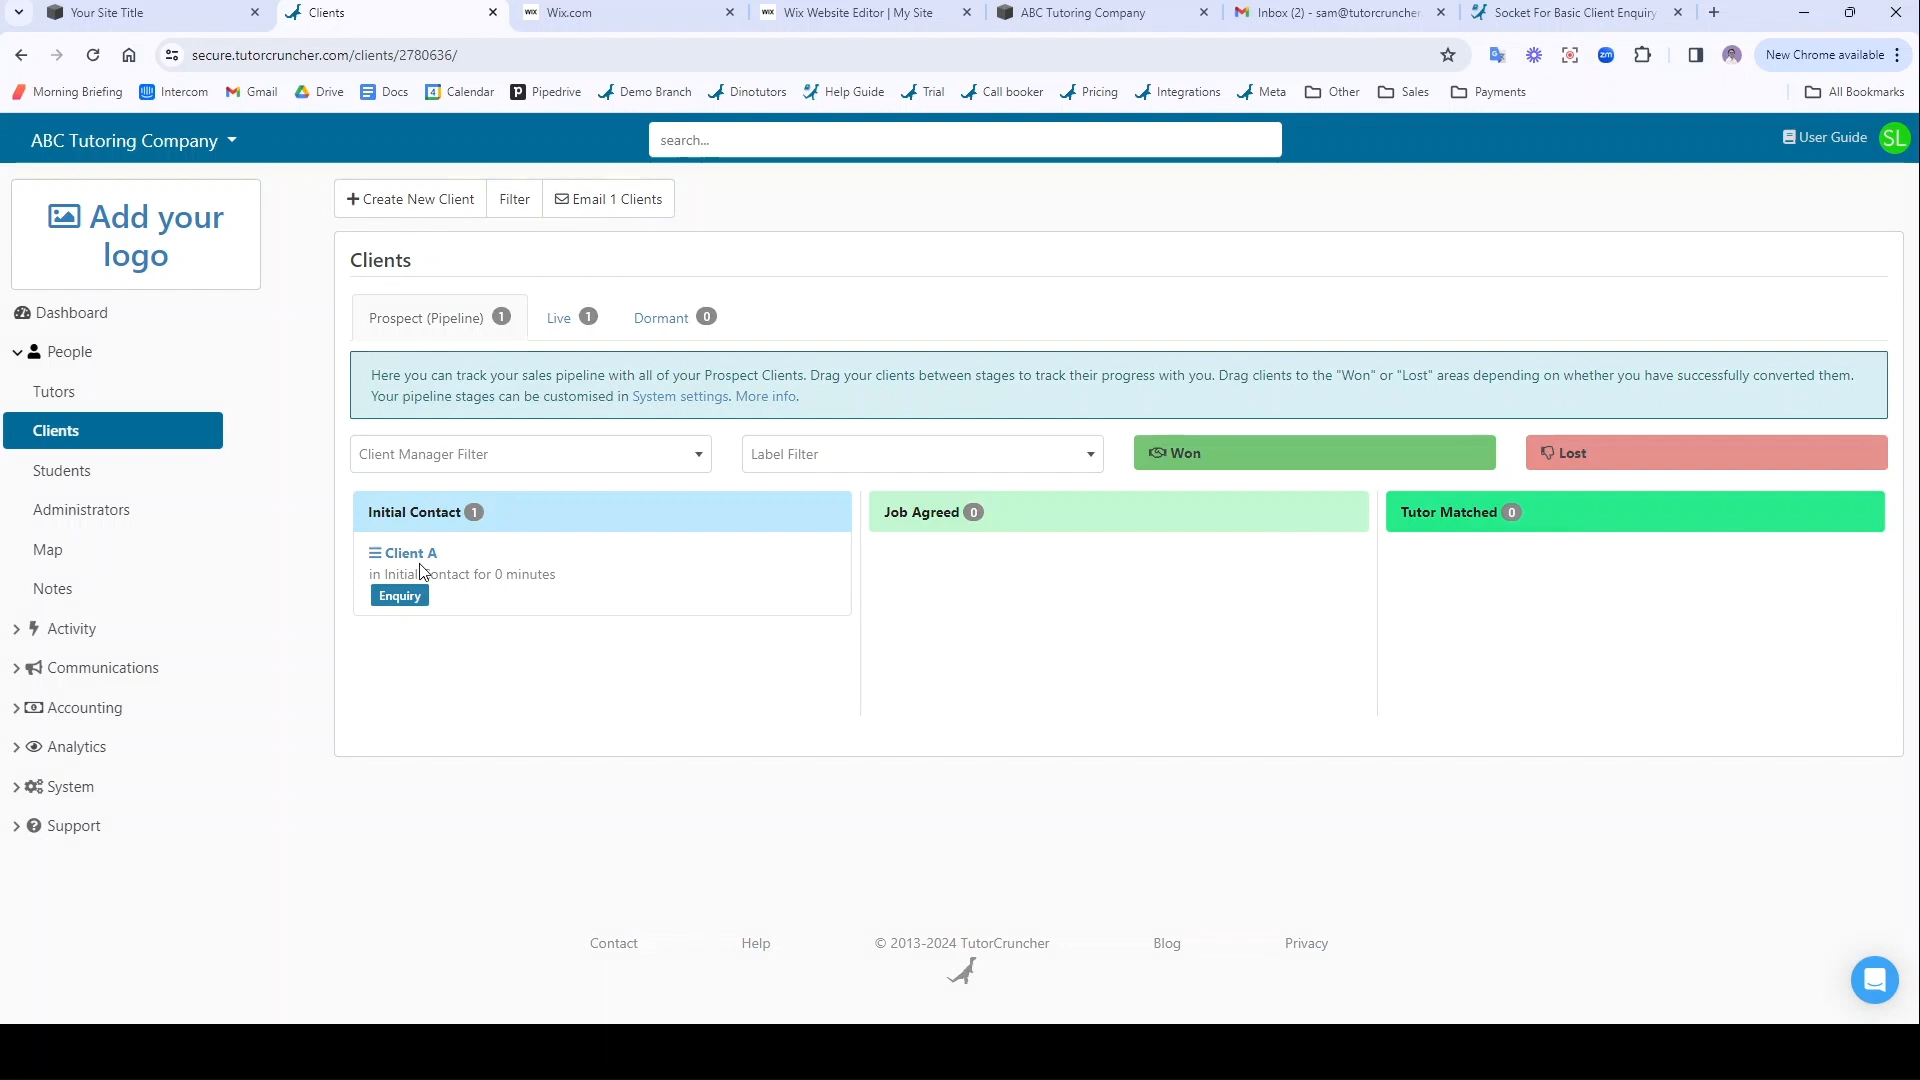 Your Site Title
Clients
WIX Wix.com
WIX Wix Website Editor | My Site
ABC Tutoring Company
Inbox (2) - sam@tutorcruncher.
Socket For Basic Client Enquiry
secure.tutorcruncher.com/clients/2780636/
zm
New Chrome available
Morning Briefing
Intercom
Gmail
Drive
Docs
4 Calendar
Pipedrive
Demo Branch
Dinotutors
Help Guide
Trial
Call booker
Pricing
Integrations
Meta
Other
Sales
Payments
All Bookmarks
ABC Tutoring Company
search...
User Guide
SL
Add your
logo
Create New Client
Filter
Email 1 Clients
Clients
Prospect (Pipeline) 1
Live 1
Dormant 0
Here you can track your sales pipeline with all of your Prospect Clients. Drag your clients between stages to track their progress with you. Drag clients to the "Won" or "Lost" areas depending on whether you have successfully converted them.
Your pipeline stages can be customised in System settings. More info.
Client Manager Filter
Label Filter
Won
Lost
Initial Contact 1
Job Agreed 0
Tutor Matched 0
Client A
in Initial Contact for 0 minutes
Enquiry
Dashboard
People
Tutors
Clients
Students
Administrators
Map
Notes
Activity
Communications
Accounting
Analytics
System
Support
Contact
Help
© 2013-2024 TutorCruncher
Blog
Privacy